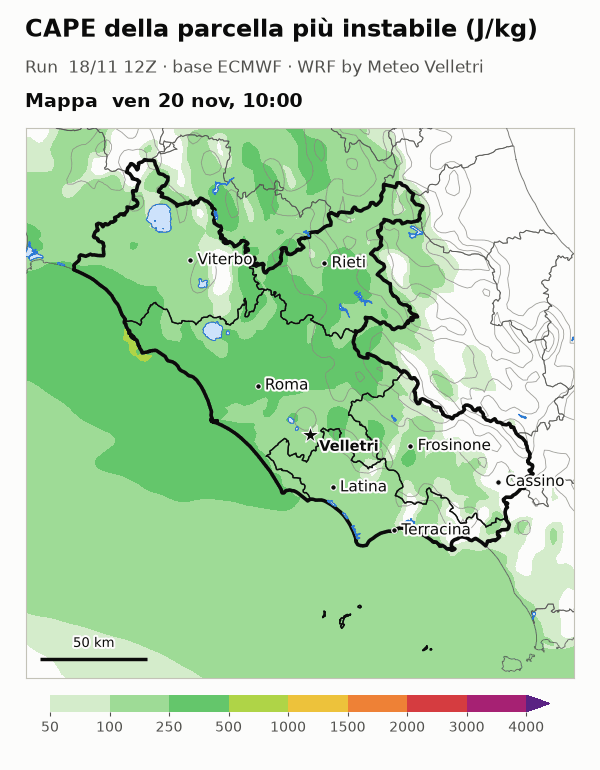 CAPE della parcella più instabile (J/kg)
Run  18/11 12Z · base ECMWF · WRF by Meteo Velletri
Mappa  ven 20 nov, 10:00
Viterbo
Rieti
Roma
Velletri
Frosinone
Cassino
Latina
Terracina
50 km
50 100 250 500 1000 1500 2000 3000 4000